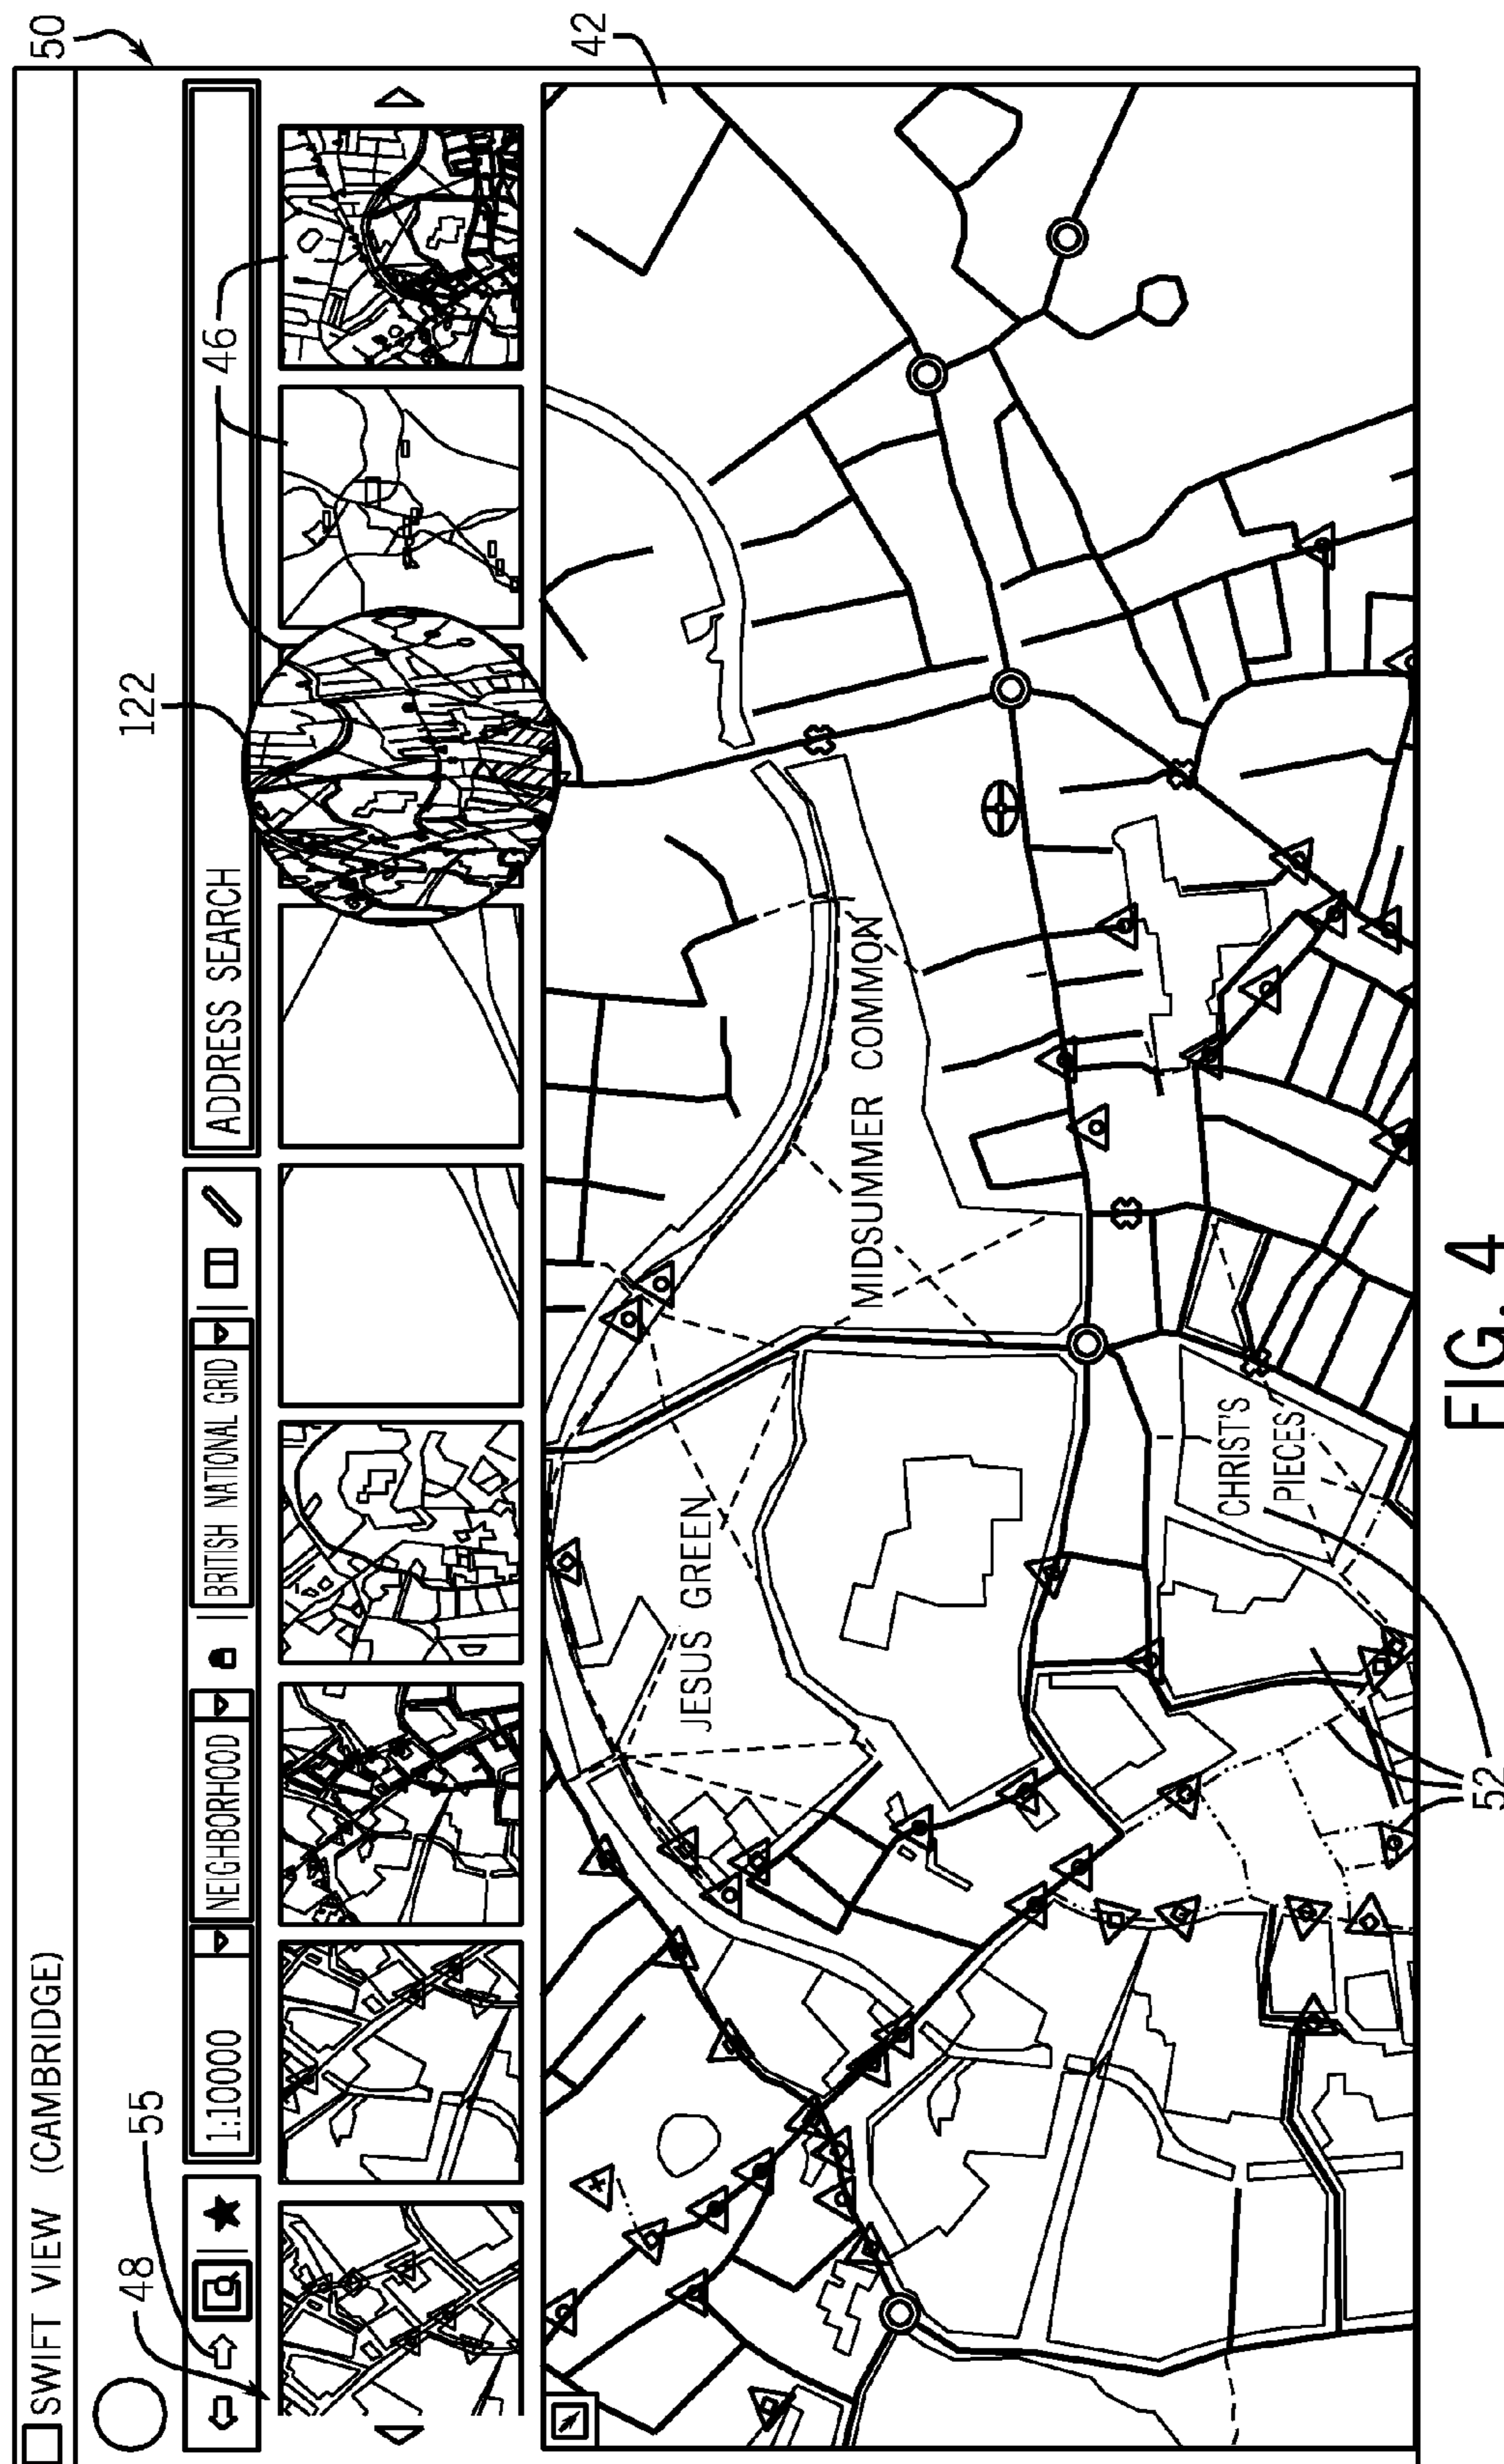 50
SWIFT VIEW (CAMBRIDGE)
48
55
122
46
1:10000
NEIGHBORHOOD
BRITISH NATIONAL GRID
ADDRESS SEARCH
42
JESUS GREEN
MIDSUMMER COMMON
CHRIST'S
PIECES
52
FIG. 4